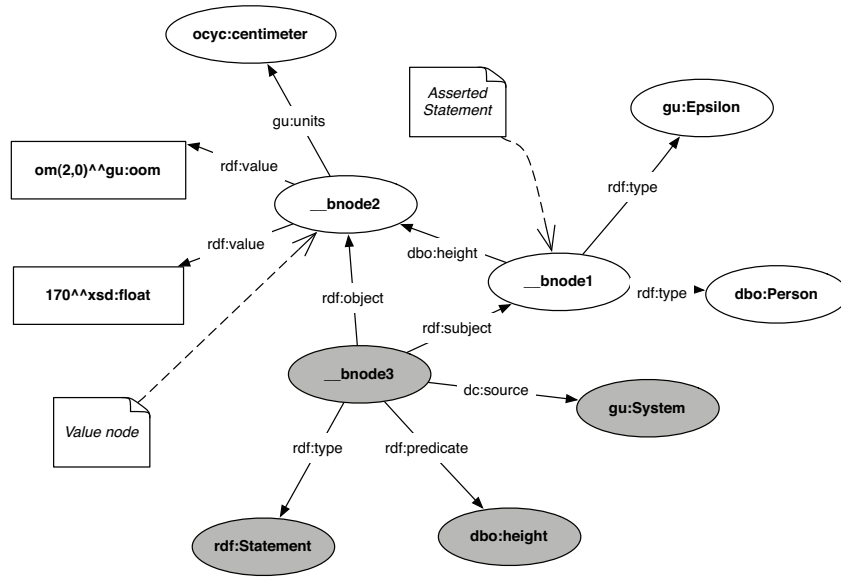 ocyc:centimeter
Asserted
Statement
gu:Epsilon
gu:units
om(2,0)^^gu:oom
rdf:value
rdf:type
__bnode2
rdf:value
dbo:height
170^^xsd:float
__bnode1
rdf:type
dbo:Person
rdf:object
rdf:subject
__bnode3
dc:source
gu:System
Value node
rdf:type
rdf:predicate
rdf:Statement
dbo:height